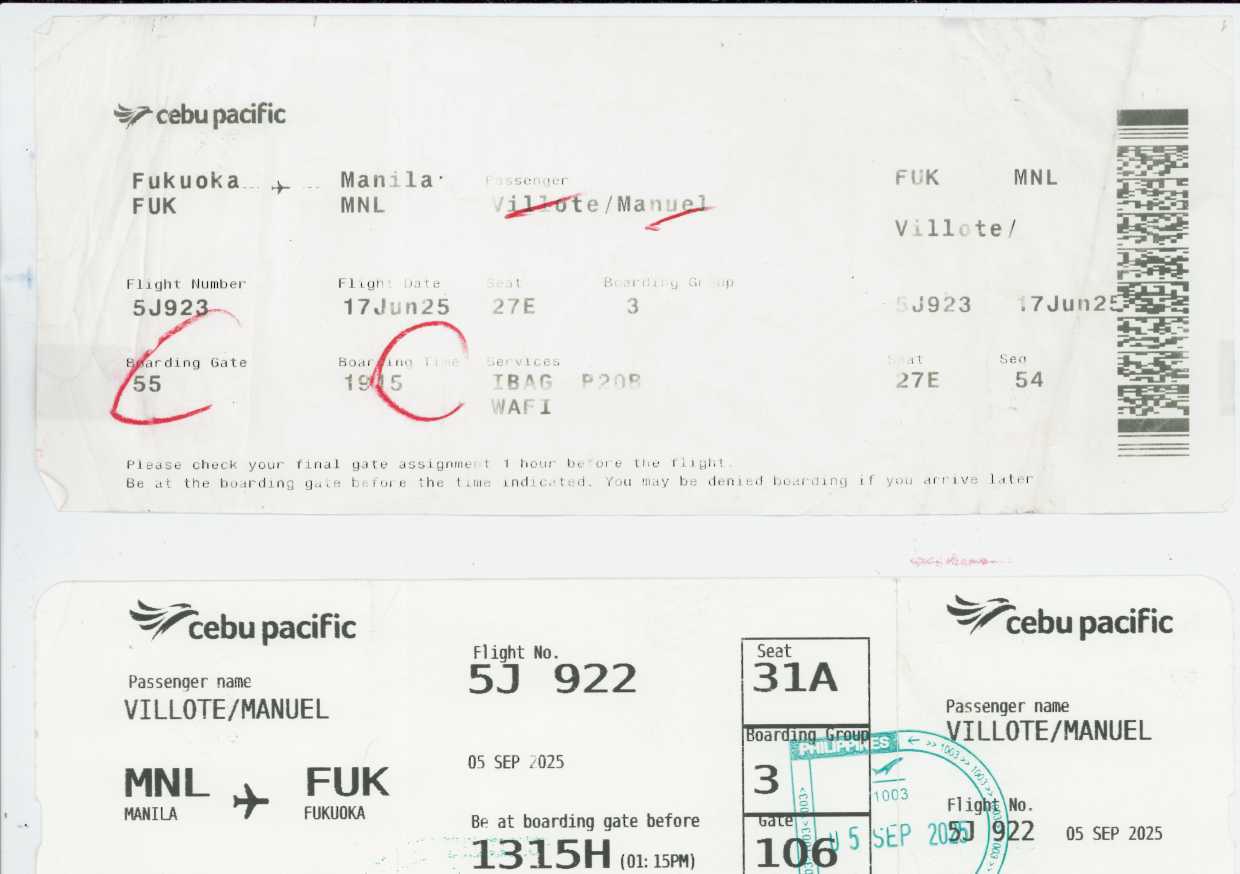 cebu pacific
Fukuoka Manila Passenger FUK MNL
FUK MNL Villote/Manuel
Villote/
Flight Number Flight Date Seat Boarding Group
5J923 17Jun25 27E 3 5J923 17Jun25
Boarding Gate Boarding Time Services Seat Seq
55 1945 IBAG P20B 27E 54
WAFI
Please check your final gate assignment 1 hour before the flight.
Be at the boarding gate before the time indicated. You may be denied boarding if you arrive later
cebu pacific
Passenger name
VILLOTE/MANUEL
MNL FUK
MANILA FUKUOKA
Flight No.
5J 922
05 SEP 2025
Be at boarding gate before
1315H (01:15PM)
Seat
31A
Boarding Group
3
Gate
106
PHILIPPINES
← >> 1003 >> 1003 >> 1003 >>
1003
05 SEP 2025
cebu pacific
Passenger name
VILLOTE/MANUEL
Flight No.
5J 922 05 SEP 2025